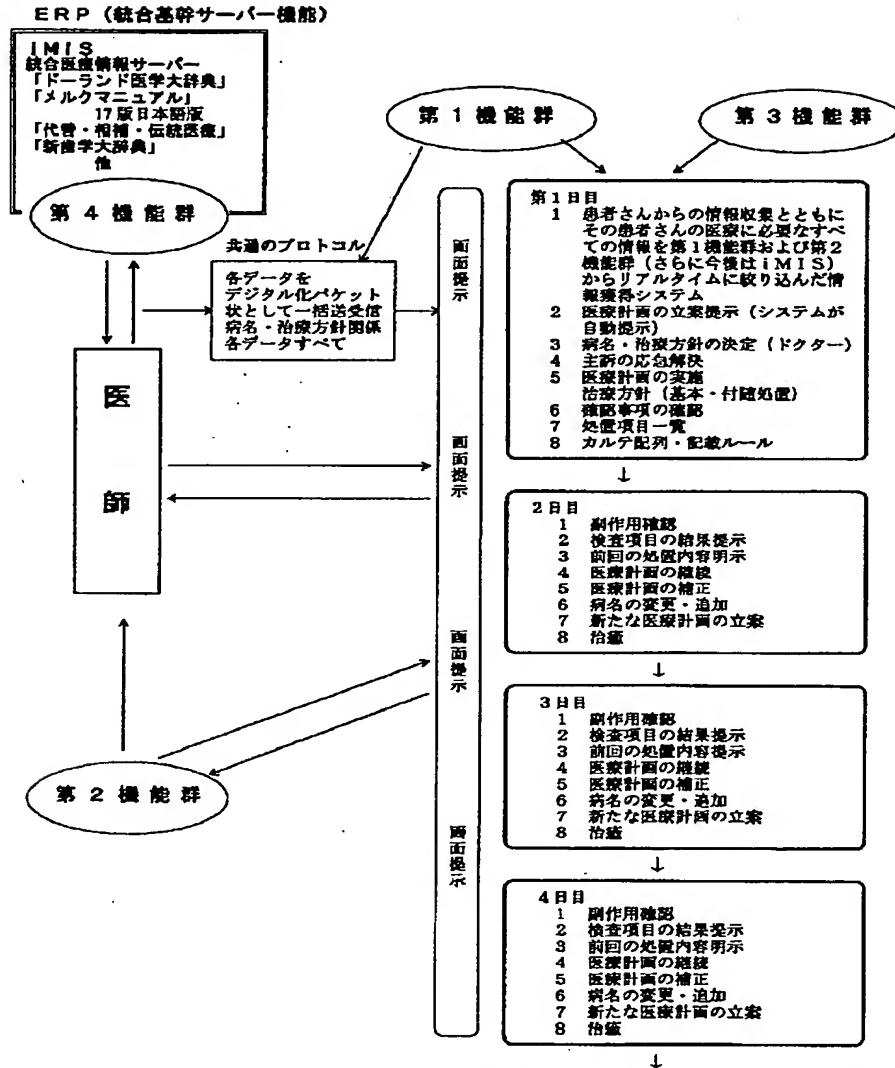 ERP（統合基幹サーバー機能）
iMIS
統合医療情報サーバー
「ドーランド医学大辞典」
「メルクマニュアル」
17版日本語版
「代替・相補・伝統医療」
「新歯学大辞典」
他
第4機能群
第1機能群
第3機能群
共通のプロトコル
各データを
デジタル化パケット
状として一括送受信
病名・治療方針関係
各データすべて
医師
第2機能群
画面提示
画面提示
画面提示
画面提示
第1日目
1 患者さんからの情報収集とともに
その患者さんの医療に必要なすべ
ての情報を第1機能群および第2
機能群（さらに今後はiMIS）
からリアルタイムに絞り込んだ情
報獲得システム
2 医療計画の立案提示（システムが
自動提示）
3 病名・治療方針の決定（ドクター）
4 主訴の応急解決
5 医療計画の実施
治療方針（基本・付随処置）
6 確認事項の確認
7 処置項目一覧
8 カルテ配列・記載ルール
2日目
1 副作用確認
2 検査項目の結果提示
3 前回の処置内容明示
4 医療計画の継続
5 医療計画の補正
6 病名の変更・追加
7 新たな医療計画の立案
8 治癒
3日目
1 副作用確認
2 検査項目の結果提示
3 前回の処置内容提示
4 医療計画の継続
5 医療計画の補正
6 病名の変更・追加
7 新たな医療計画の立案
8 治癒
4日目
1 副作用確認
2 検査項目の結果提示
3 前回の処置内容明示
4 医療計画の継続
5 医療計画の補正
6 病名の変更・追加
7 新たな医療計画の立案
8 治癒